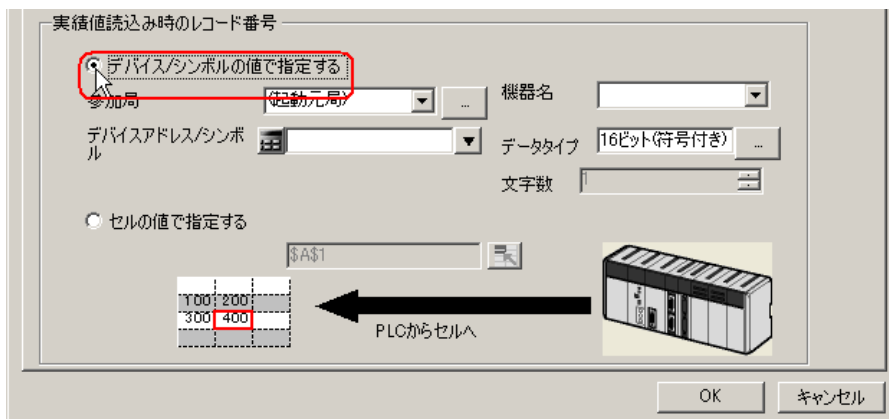 実績値読込み時のレコード番号
デバイス/シンボルの値で指定する
参加局
(起動元局)
...
機器名
デバイスアドレス/シンボ
ル
データタイプ
16ビット(符号付き)
...
文字数
1
セルの値で指定する
$A$1
100 200
300 400
PLCからセルへ
OK
キャンセル